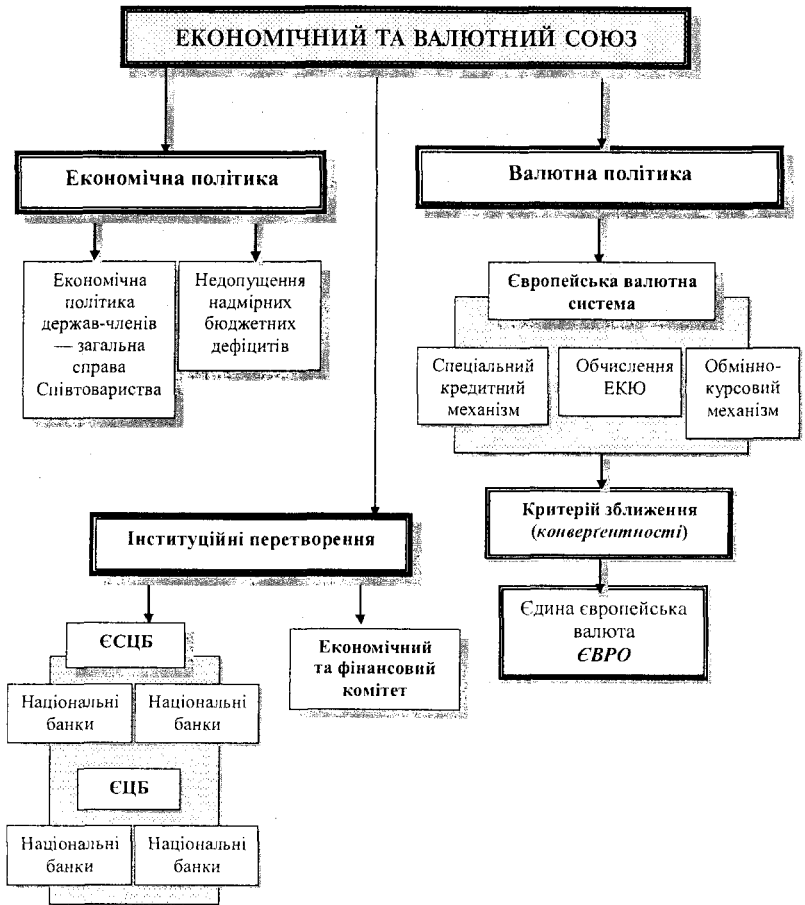 ЕКОНОМІЧНИЙ ТА ВАЛЮТНИЙ СОЮЗ
Економічна політика
Валютна політика
Економічна
політика
держав-членів
— загальна
справа
Співтовариства
Недопущення
надмірних
бюджетних
дефіцитів
Європейська валютна
система
Спеціальний
кредитний
механізм
Обчислення
ЕКЮ
Обмінно-
курсовий
механізм
Критерій зближення
(конверґентності)
Єдина європейська
валюта
ЄВРО
Інституційні перетворення
ЄСЦБ
Національні
банки
Національні
банки
ЄЦБ
Національні
банки
Національні
банки
Економічний
та фінансовий
комітет